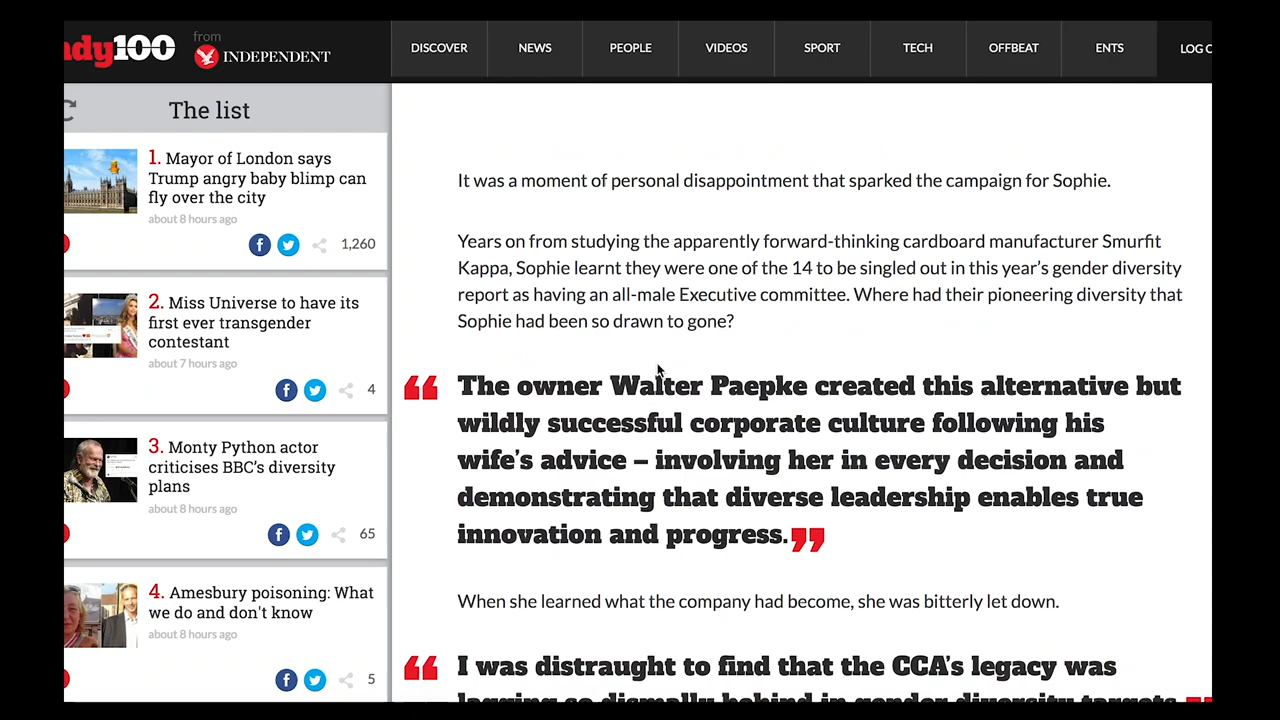 ndy100 from INDEPENDENT
DISCOVER NEWS PEOPLE VIDEOS SPORT TECH OFFBEAT ENTS LOG
The list
1. Mayor of London says
Trump angry baby blimp can
fly over the city
about 8 hours ago
1,260
2. Miss Universe to have its
first ever transgender
contestant
about 7 hours ago
4
3. Monty Python actor
criticises BBC’s diversity
plans
about 8 hours ago
65
4. Amesbury poisoning: What
we do and don't know
about 8 hours ago
5
It was a moment of personal disappointment that sparked the campaign for Sophie.
Years on from studying the apparently forward-thinking cardboard manufacturer Smurfit
Kappa, Sophie learnt they were one of the 14 to be singled out in this year’s gender diversity
report as having an all-male Executive committee. Where had their pioneering diversity that
Sophie had been so drawn to gone?
“The owner Walter Paepke created this alternative but
wildly successful corporate culture following his
wife’s advice – involving her in every decision and
demonstrating that diverse leadership enables true
innovation and progress.”
When she learned what the company had become, she was bitterly let down.
“I was distraught to find that the CCA’s legacy was
lagging so dismally behind in gender diversity targets.”